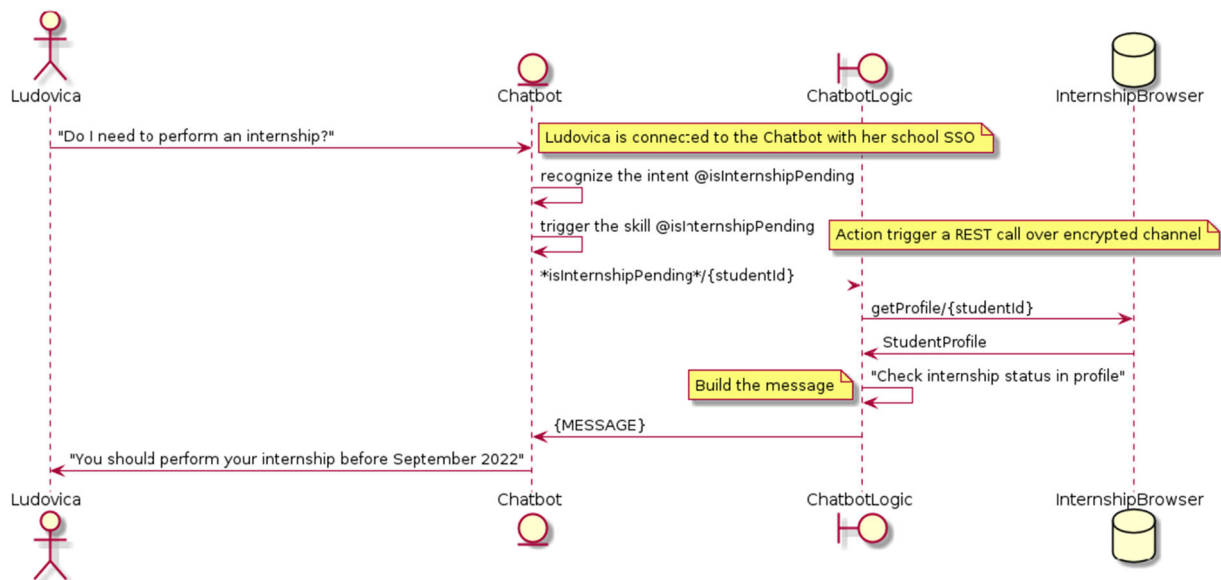 Ludovica
Chatbot
ChatbotLogic
InternshipBrowser
"Do I need to perform an internship?"
Ludovica is connected to the Chatbot with her school SSO
recognize the intent @isInternshipPending
trigger the skill @isInternshipPending
Action trigger a REST call over encrypted channel
*isInternshipPending*/{studentId}
getProfile/{studentId}
StudentProfile
Build the message
"Check internship status in profile"
{MESSAGE}
"You should perform your internship before September 2022"
Ludovica
Chatbot
ChatbotLogic
InternshipBrowser